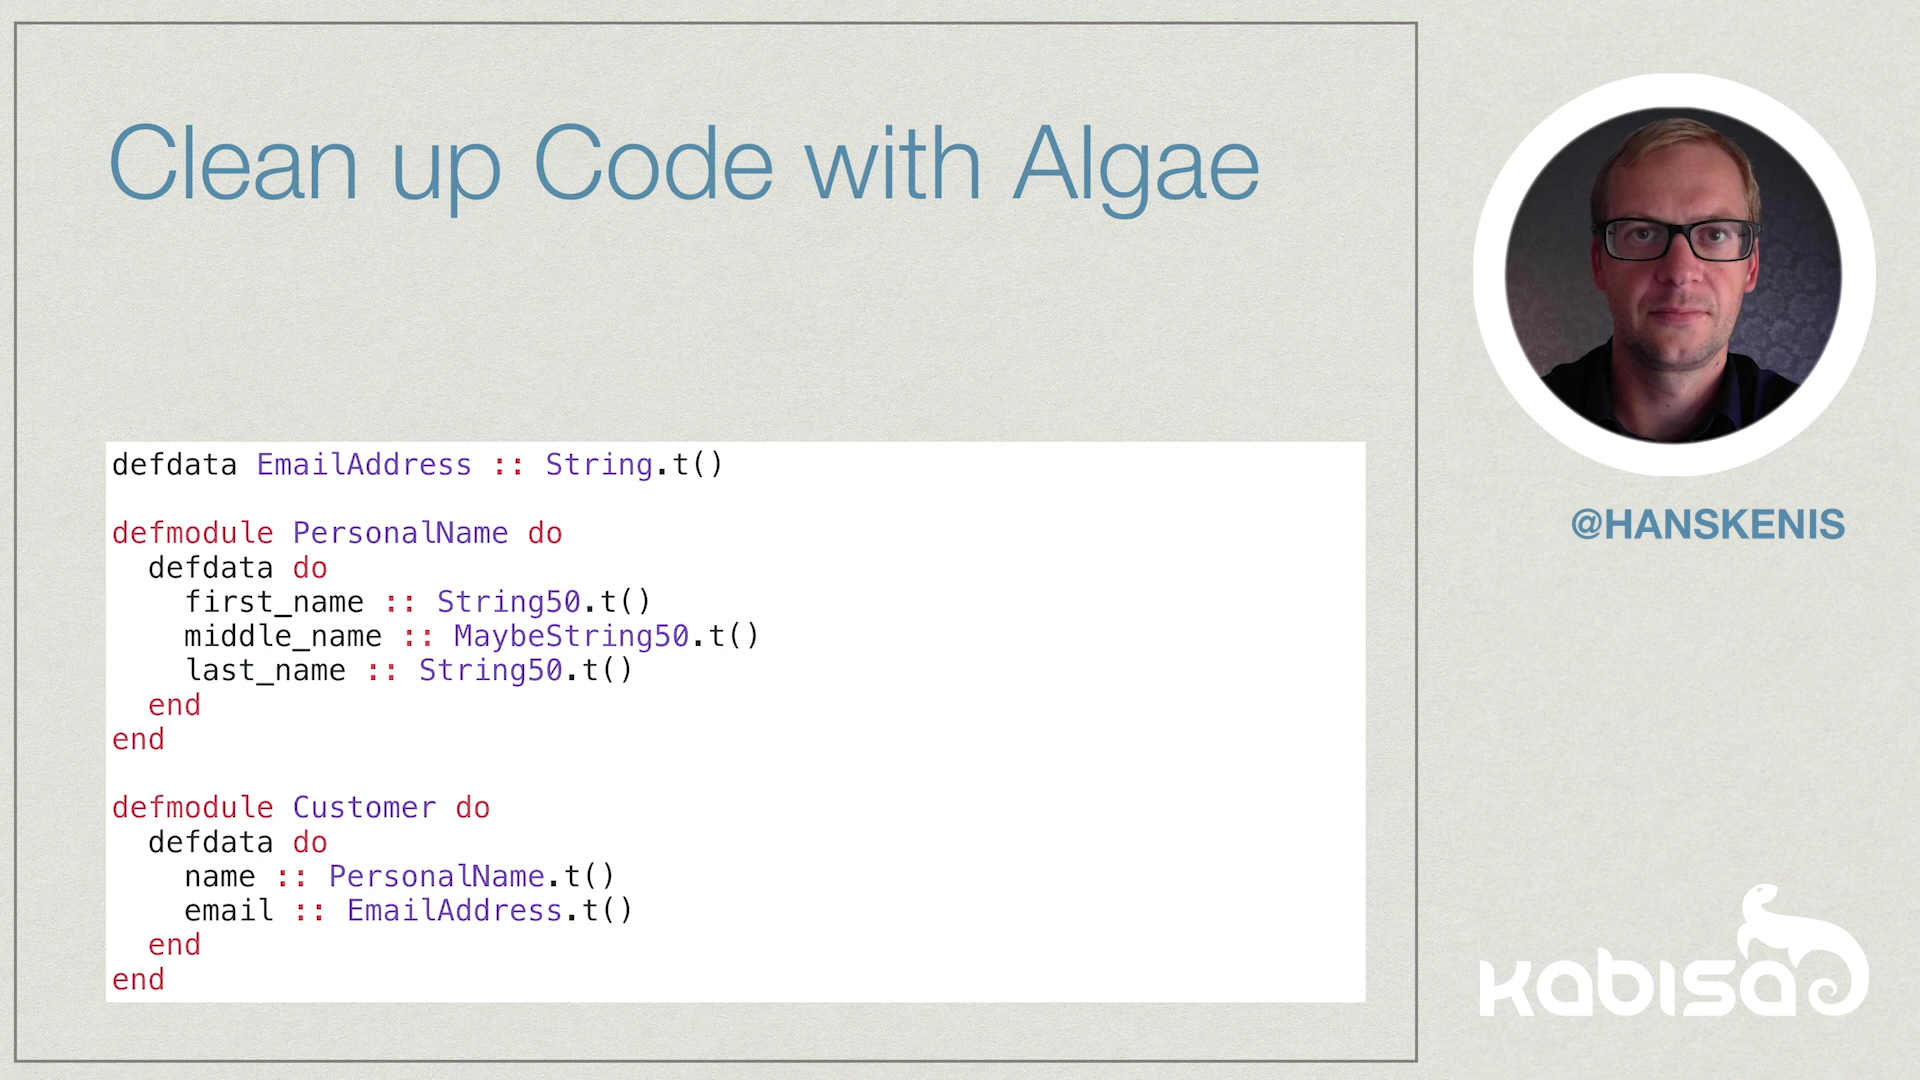 Clean up Code with Algae
defdata EmailAddress :: String.t()
defmodule PersonalName do
  defdata do
    first_name :: String50.t()
    middle_name :: MaybeString50.t()
    last_name :: String50.t()
  end
end
defmodule Customer do
  defdata do
    name :: PersonalName.t()
    email :: EmailAddress.t()
  end
end
@HANSKENIS
kabisa